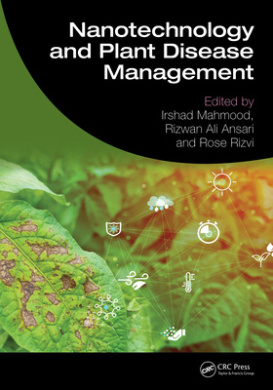 Nanotechnology
and Plant Disease
Management
Edited by
Irshad Mahmood,
Rizwan Ali Ansari
and Rose Rizvi
CRC Press
Taylor & Francis Group